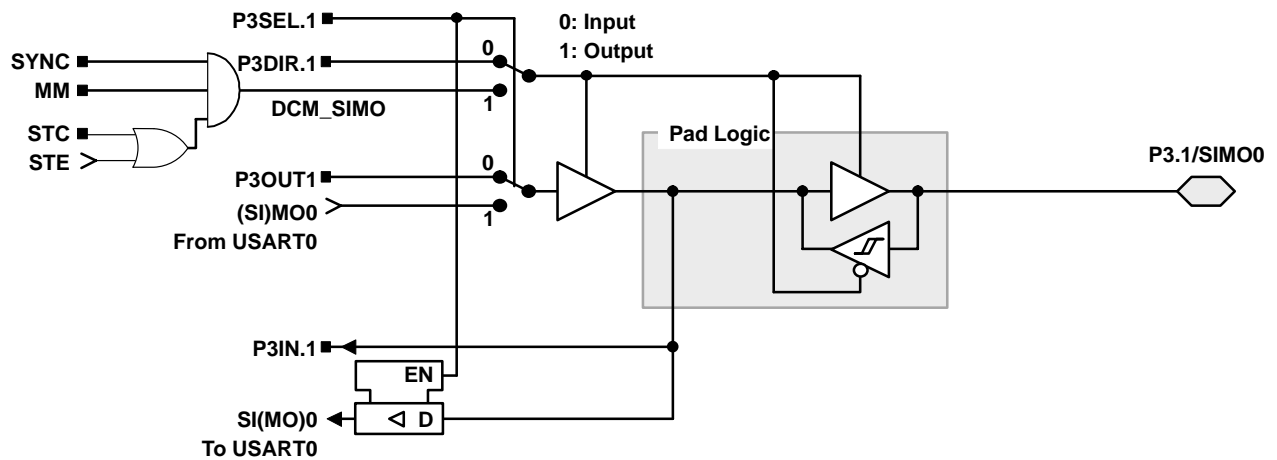 P3SEL.1
0: Input
1: Output
SYNC
P3DIR.1
0
MM
DCM_SIMO
1
STC
STE
Pad Logic
P3.1/SIMO0
P3OUT1
0
(SI)MO0
1
From USART0
P3IN.1
EN
SI(MO)0
D
To USART0